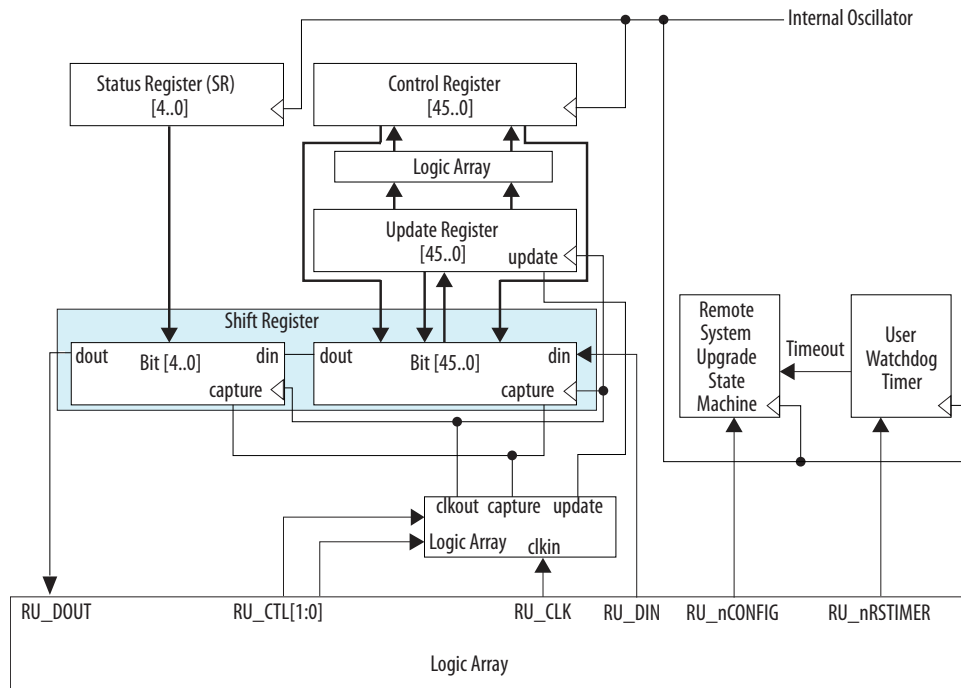 Internal Oscillator
Status Register (SR)
[4..0]
Control Register
[45..0]
Logic Array
Update Register
[45..0]
update
Shift Register
dout
Bit [4..0]
din
capture
dout
Bit [45..0]
din
capture
Remote
System
Upgrade
State
Machine
Timeout
User
Watchdog
Timer
clkout capture update
Logic Array
clkin
RU_DOUT
RU_CTL[1:0]
RU_CLK
RU_DIN
RU_nCONFIG
RU_nRSTIMER
Logic Array